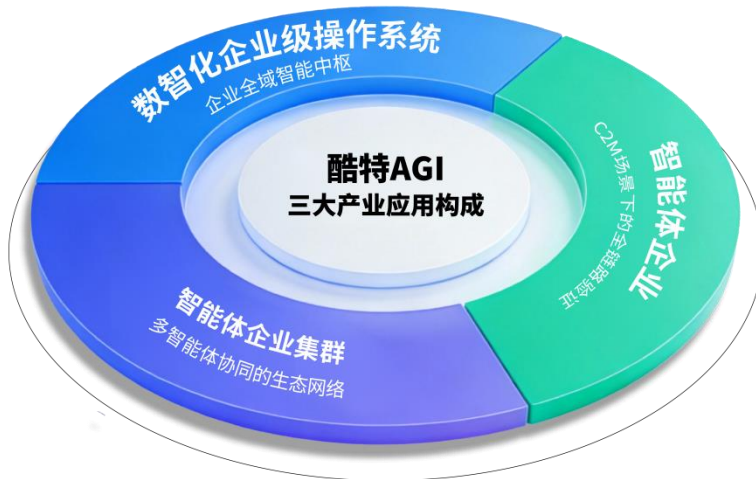 数智化企业级操作系统
企业全域智能中枢
酷特AGI
三大产业应用构成
智能体企业
C2M场景下的全链路验证
智能体企业集群
多智能体协同的生态网络